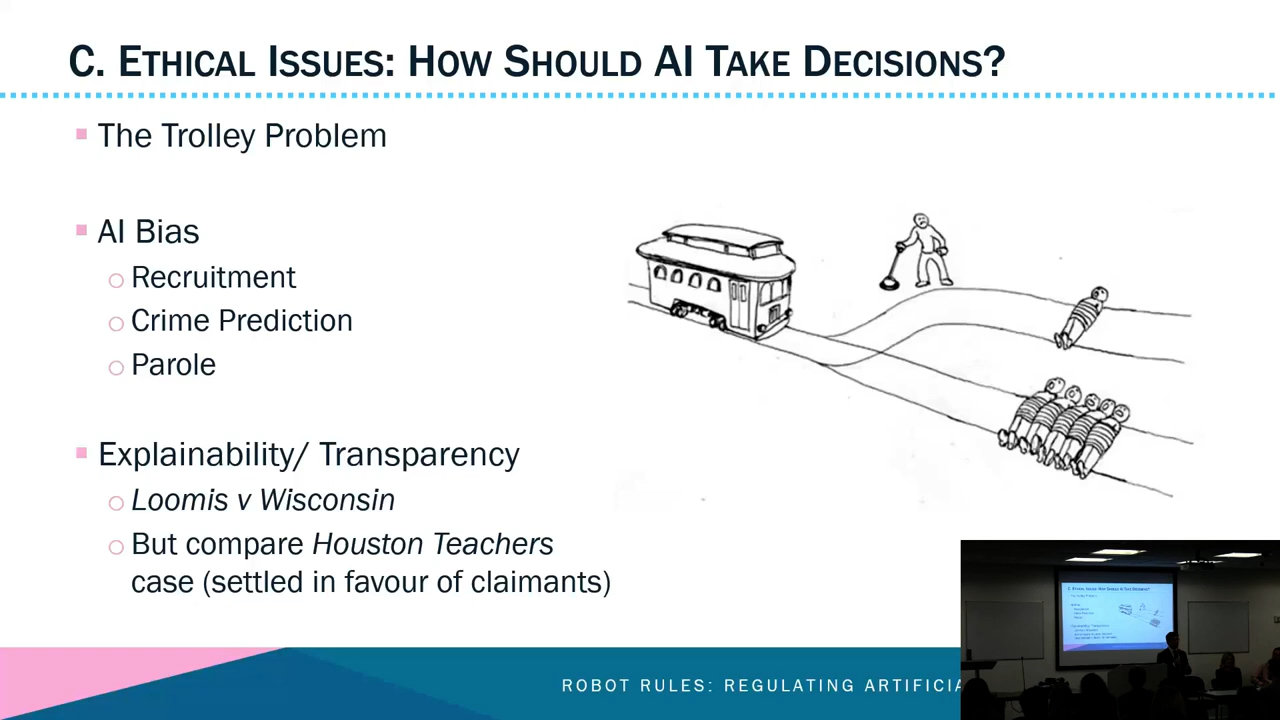 C. ETHICAL ISSUES: HOW SHOULD AI TAKE DECISIONS?
The Trolley Problem
AI Bias
Recruitment
Crime Prediction
Parole
Explainability/ Transparency
Loomis v Wisconsin
But compare Houston Teachers
case (settled in favour of claimants)
ROBOT RULES: REGULATING ARTIFICIA